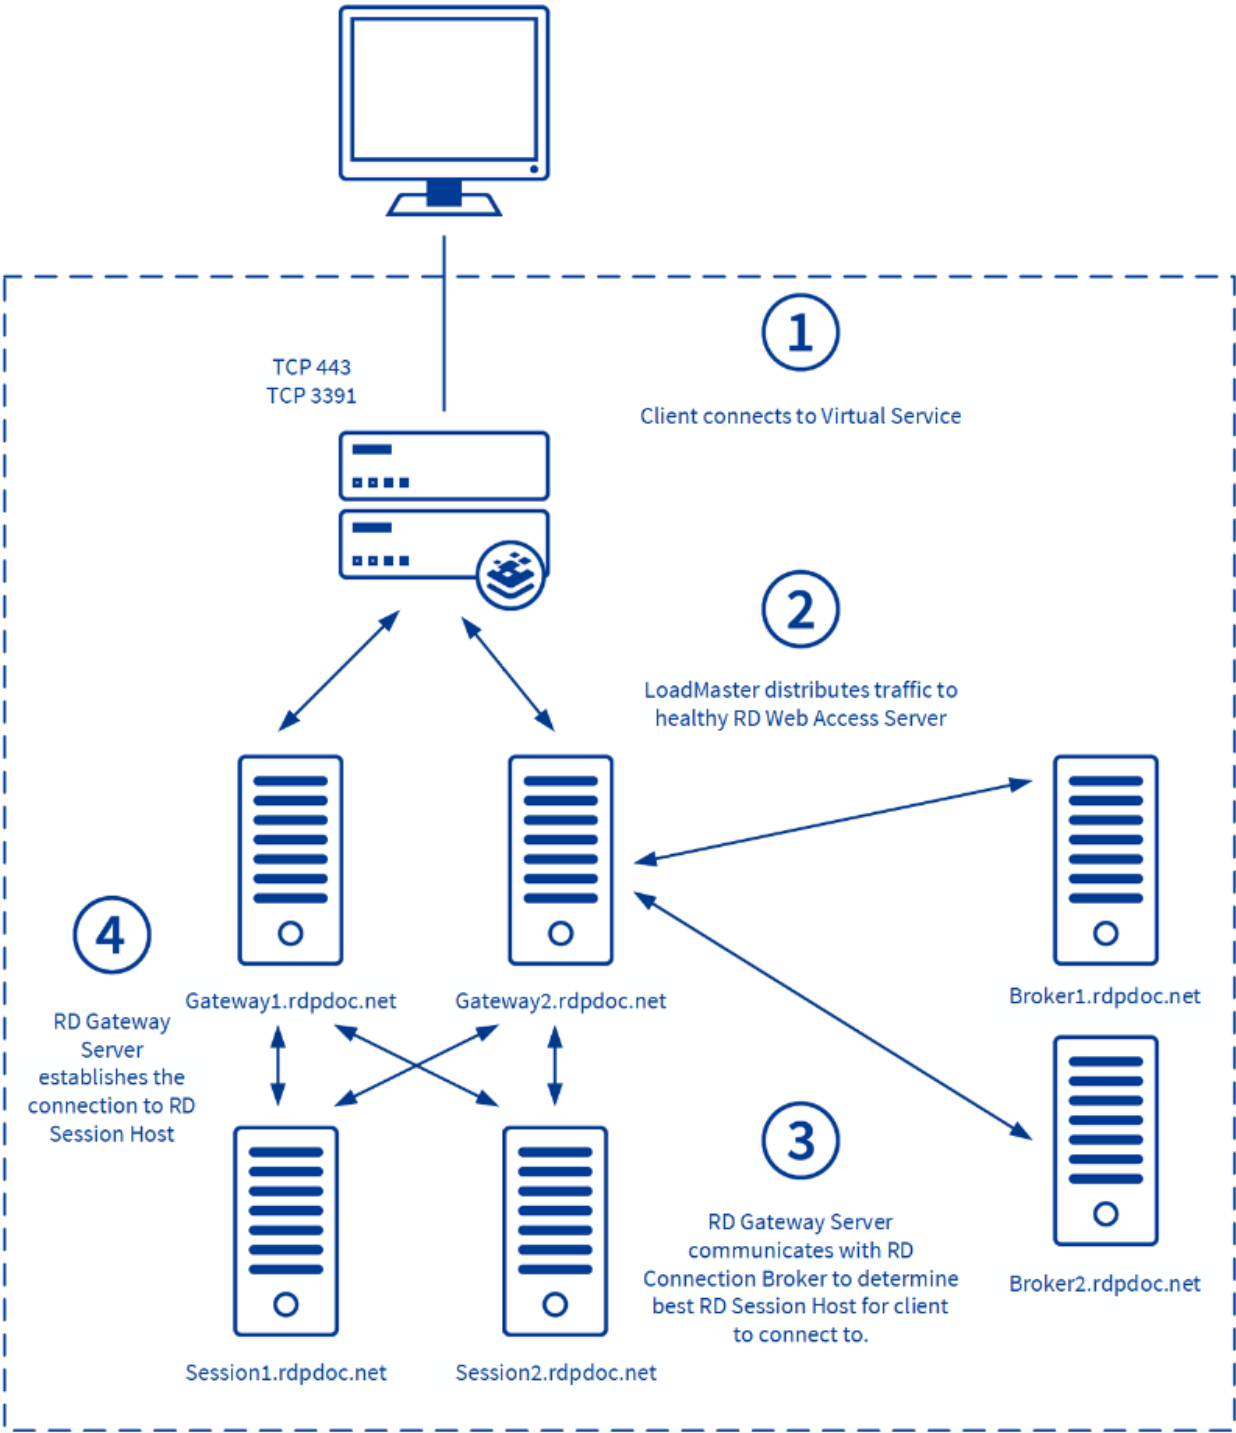 TCP 443
TCP 3391
1
Client connects to Virtual Service
2
LoadMaster distributes traffic to
healthy RD Web Access Server
4
RD Gateway
Server
establishes the
connection to RD
Session Host
Gateway1.rdpdoc.net
Gateway2.rdpdoc.net
Broker1.rdpdoc.net
3
RD Gateway Server
communicates with RD
Connection Broker to determine
best RD Session Host for client
to connect to.
Broker2.rdpdoc.net
Session1.rdpdoc.net
Session2.rdpdoc.net